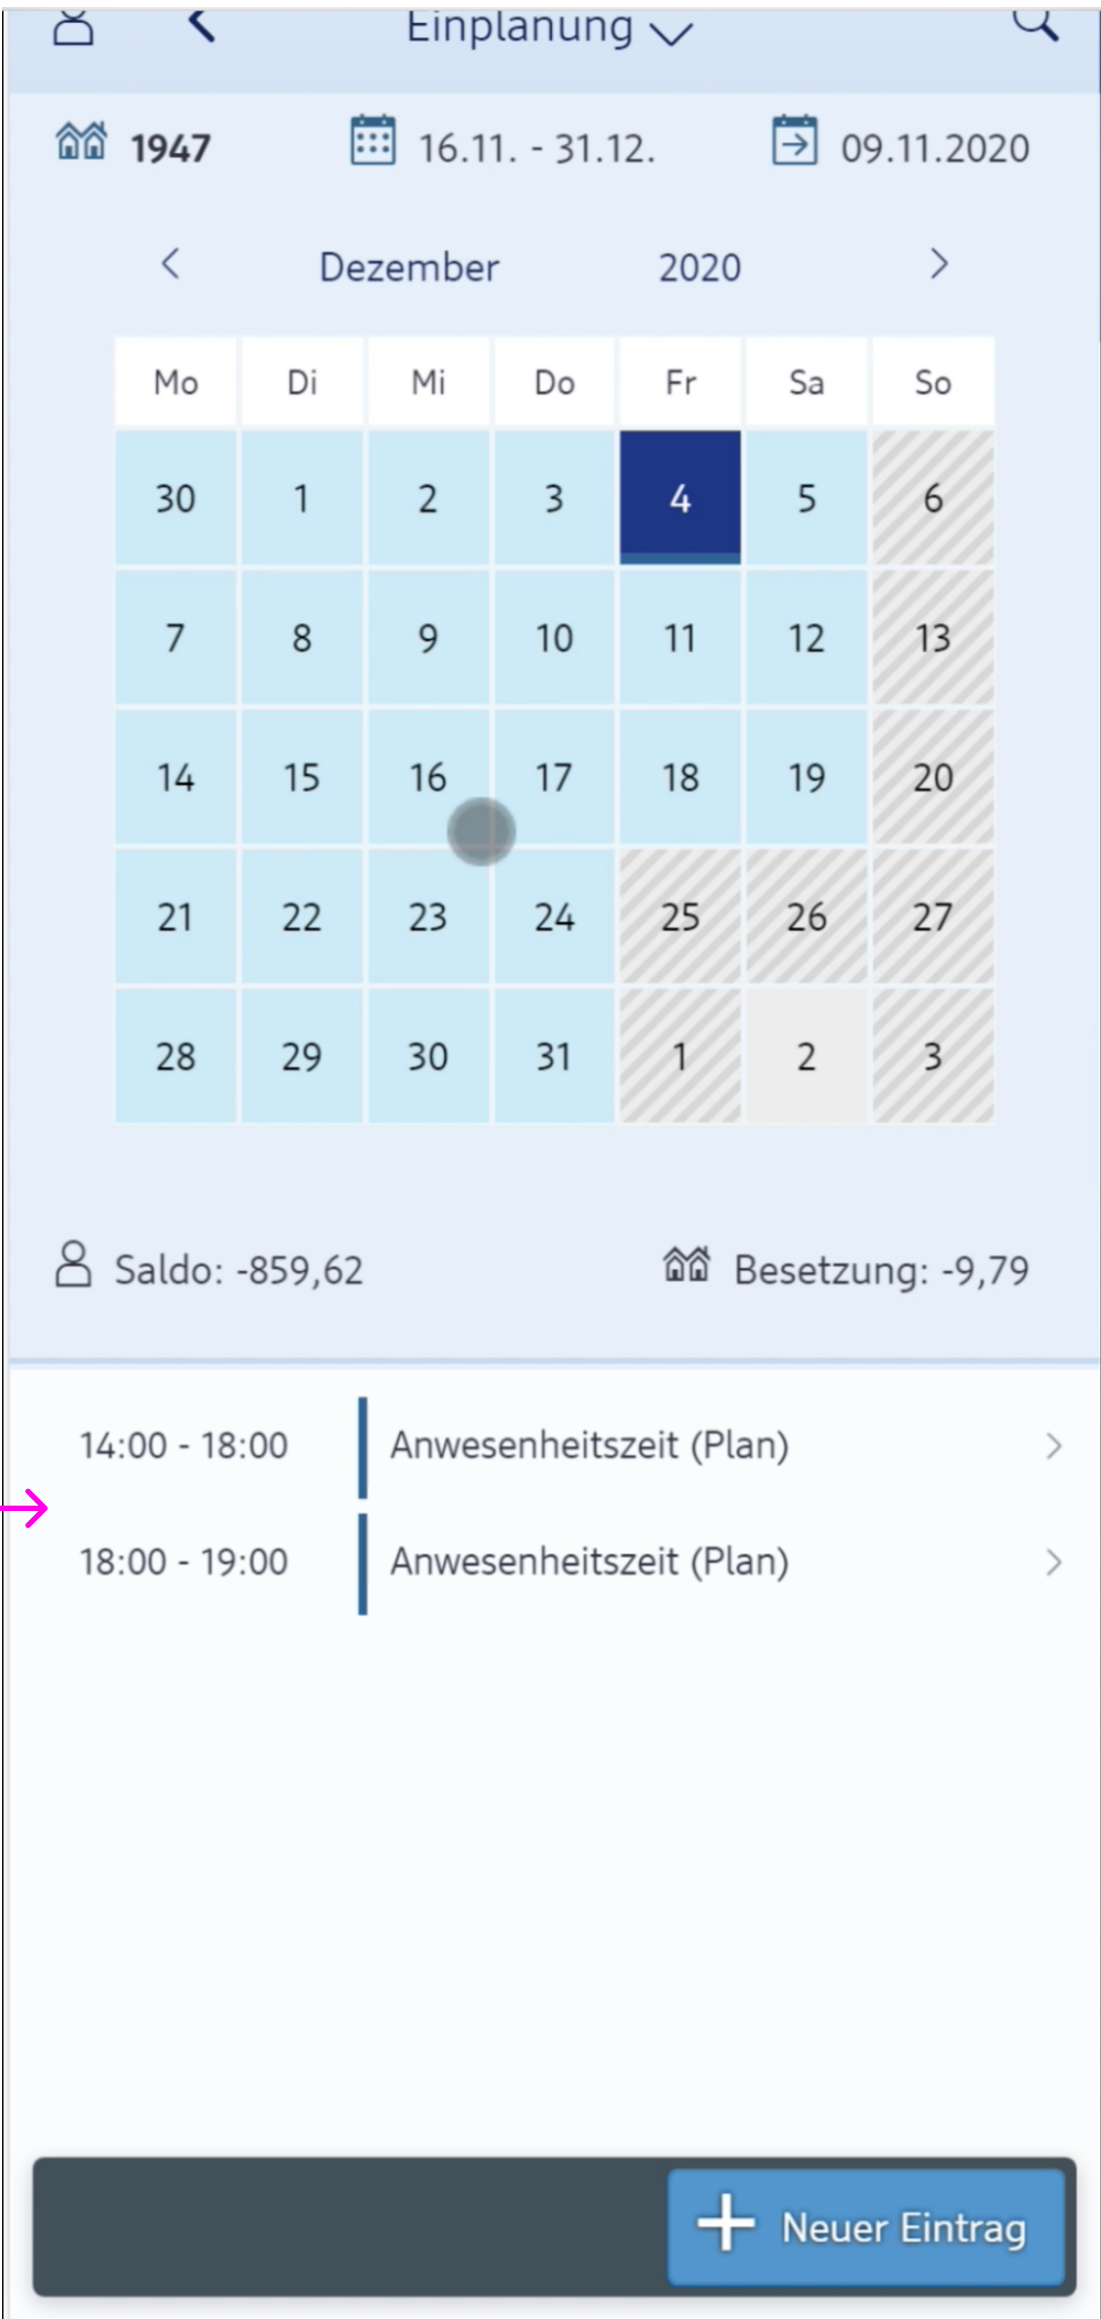 Einplanung
1947 16.11. - 31.12. 09.11.2020
Dezember 2020
Mo Di Mi Do Fr Sa So
30 1 2 3 4 5 6
7 8 9 10 11 12 13
14 15 16 17 18 19 20
21 22 23 24 25 26 27
28 29 30 31 1 2 3
Saldo: -859,62 Besetzung: -9,79
14:00 - 18:00 Anwesenheitszeit (Plan)
18:00 - 19:00 Anwesenheitszeit (Plan)
Neuer Eintrag